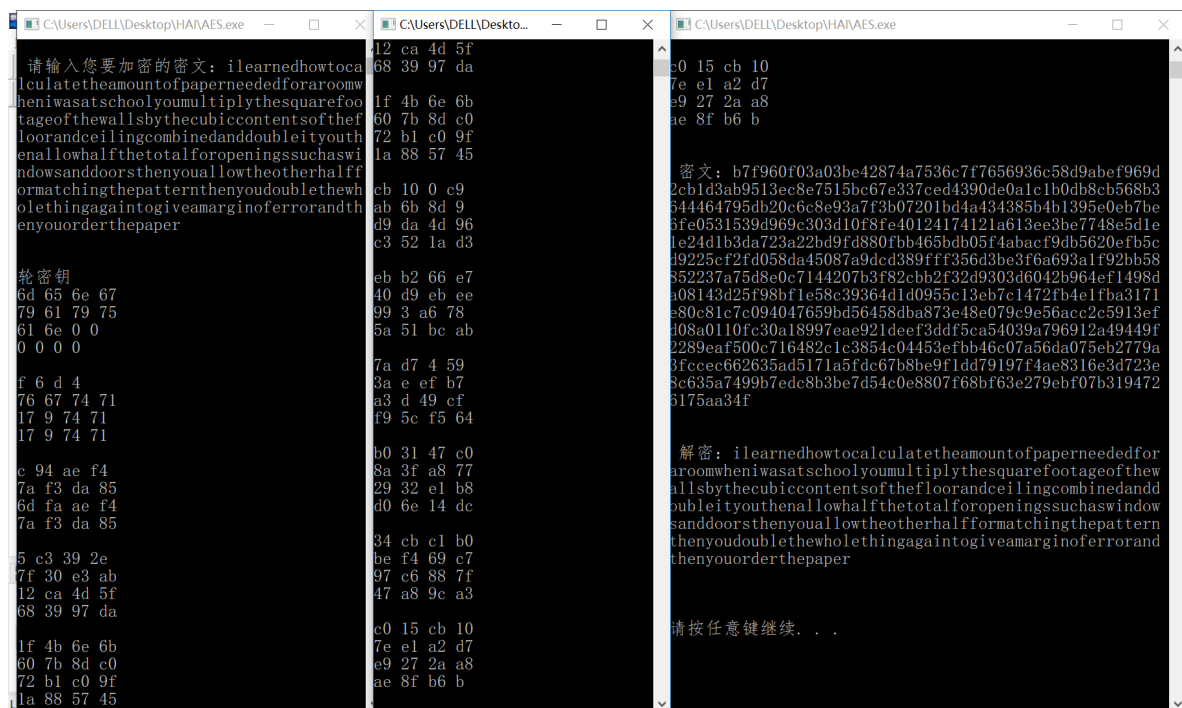 C:\Users\DELL\Desktop\HAI\AES.exe
请输入您要加密的密文：ilearnedhowtoca
lculatetheamountofpaperneededforaroomw
heniwasatschoolyoumultiplythesquarefoo
tageofthewallsbythecubiccontentsofthef
loorandceilingcombinedanddoubleityouth
enallowhalfthetotalforopeningssuchaswi
ndowsanddoorsthenyouallowtheotherhalff
ormatchingthepatternthenyoudoublethewh
olethingagaintogiveamarginoferrorandth
enyouorderthepaper
轮密钥
6d 65 6e 67
79 61 79 75
61 6e 0 0
0 0 0 0
f 6 d 4
76 67 74 71
17 9 74 71
17 9 74 71
c 94 ae f4
7a f3 da 85
6d fa ae f4
7a f3 da 85
5 c3 39 2e
7f 30 e3 ab
12 ca 4d 5f
68 39 97 da
1f 4b 6e 6b
60 7b 8d c0
72 b1 c0 9f
1a 88 57 45
C:\Users\DELL\Deskto...
12 ca 4d 5f
68 39 97 da
1f 4b 6e 6b
60 7b 8d c0
72 b1 c0 9f
1a 88 57 45
cb 10 0 c9
ab 6b 8d 9
d9 da 4d 96
c3 52 1a d3
eb b2 66 e7
40 d9 eb ee
99 3 a6 78
5a 51 bc ab
7a d7 4 59
3a e ef b7
a3 d 49 cf
f9 5c f5 64
b0 31 47 c0
8a 3f a8 77
29 32 e1 b8
d0 6e 14 dc
34 cb c1 b0
be f4 69 c7
97 c6 88 7f
47 a8 9c a3
c0 15 cb 10
7e e1 a2 d7
e9 27 2a a8
ae 8f b6 b
C:\Users\DELL\Desktop\HAI\AES.exe
c0 15 cb 10
7e e1 a2 d7
e9 27 2a a8
ae 8f b6 b
密文：b7f960f03a03be42874a7536c7f7656936c58d9abef969d
2cb1d3ab9513ec8e7515bc67e337ced4390de0a1c1b0db8cb568b3
644464795db20c6c8e93a7f3b07201bd4a434385b4b1395e0eb7be
6fe0531539d969c303d10f8fe40124174121a613ee3be7748e5d1e
1e24d1b3da723a22bd9fd880fbb465bdb05f4abacf9db5620efb5c
d9225cf2fd058da45087a9dcd389fff356d3be3f6a693a1f92bb58
852237a75d8e0c7144207b3f82cbb2f32d9303d6042b964ef1498d
a08143d25f98bf1e58c39364d1d0955c13eb7c1472fb4e1fba3171
e80c81c7c094047659bd56458dba873e48e079c9e56acc2c5913ef
d08a0110fc30a18997eae921deef3ddf5ca54039a796912a49449f
2289eaf500c716482c1c3854c04453efbb46c07a56da075eb2779a
3fccec662635ad5171a5fdc67b8be9f1dd79197f4ae8316e3d723e
8c635a7499b7edc8b3be7d54c0e8807f68bf63e279ebf07b319472
6175aa34f
解密：ilearnedhowtocalculatetheamountofpaperneededfor
aroomwheniwasatschoolyoumultiplythesquarefootageofthew
allsbythecubiccontentsofthefloorandceilingcombinedandd
oubleityouthenallowhalfthetotalforopeningssuchaswindow
sanddoorsthenyouallowtheotherhalfformatchingthepattern
thenyoudoublethewholethingagaintogiveamarginoferrorand
thenyouorderthepaper
请按任意键继续. . .